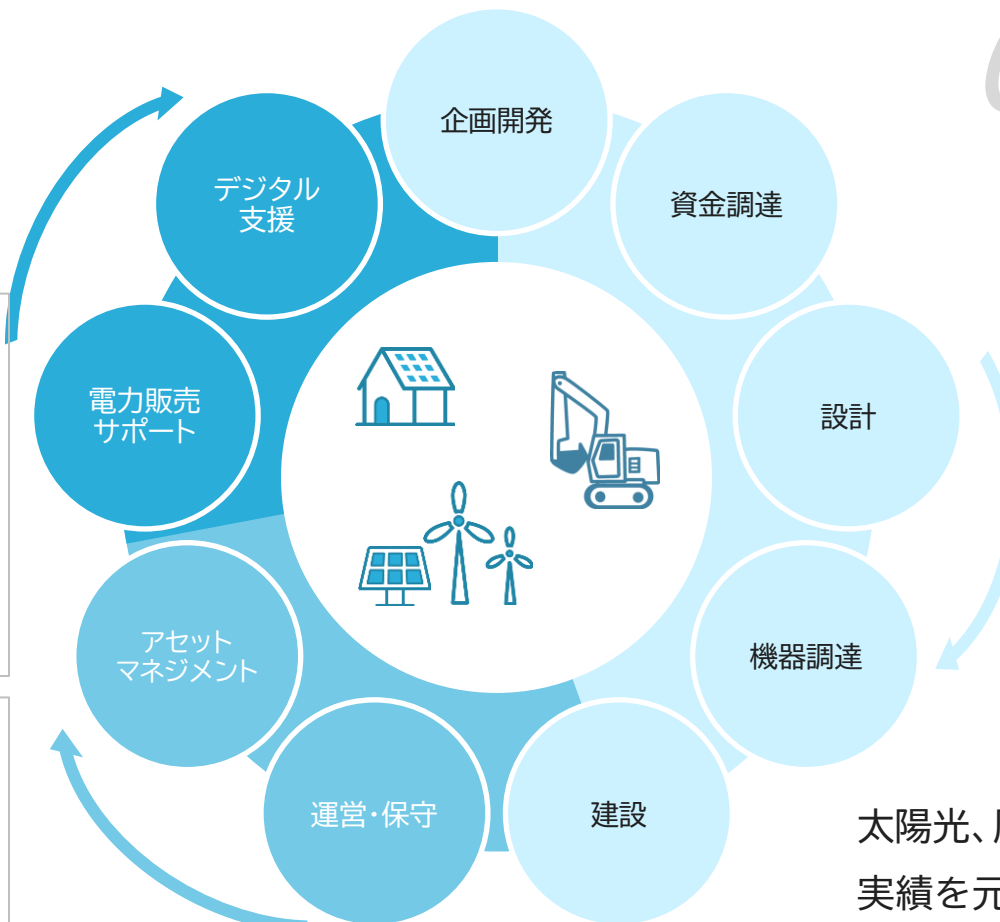 企画開発
資金調達
設計
機器調達
建設
運営・保守
アセット
マネジメント
電力販売
サポート
デジタル
支援
太陽光、
実績を元